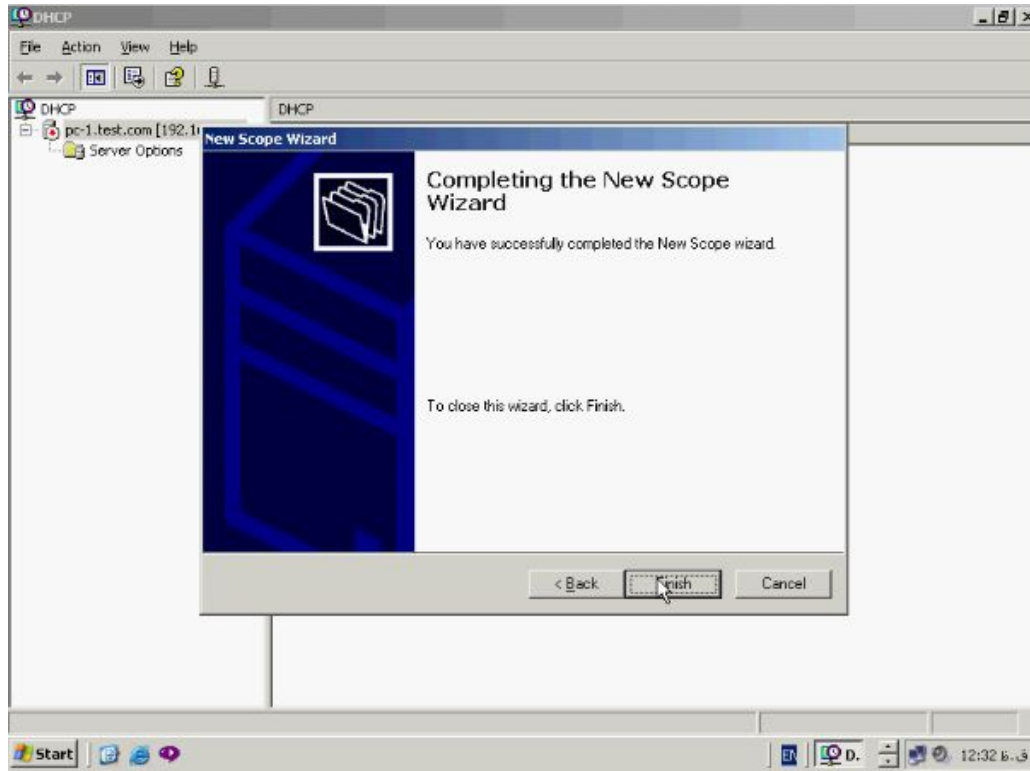 DHCP
File Action View Help
DHCP
DHCP
pc-1.test.com [192.1
Server Options
New Scope Wizard
Completing the New Scope
Wizard
You have successfully completed the New Scope wizard.
To close this wizard, click Finish.
< Back Finish Cancel
Start EN D. 12:32 ق.ظ